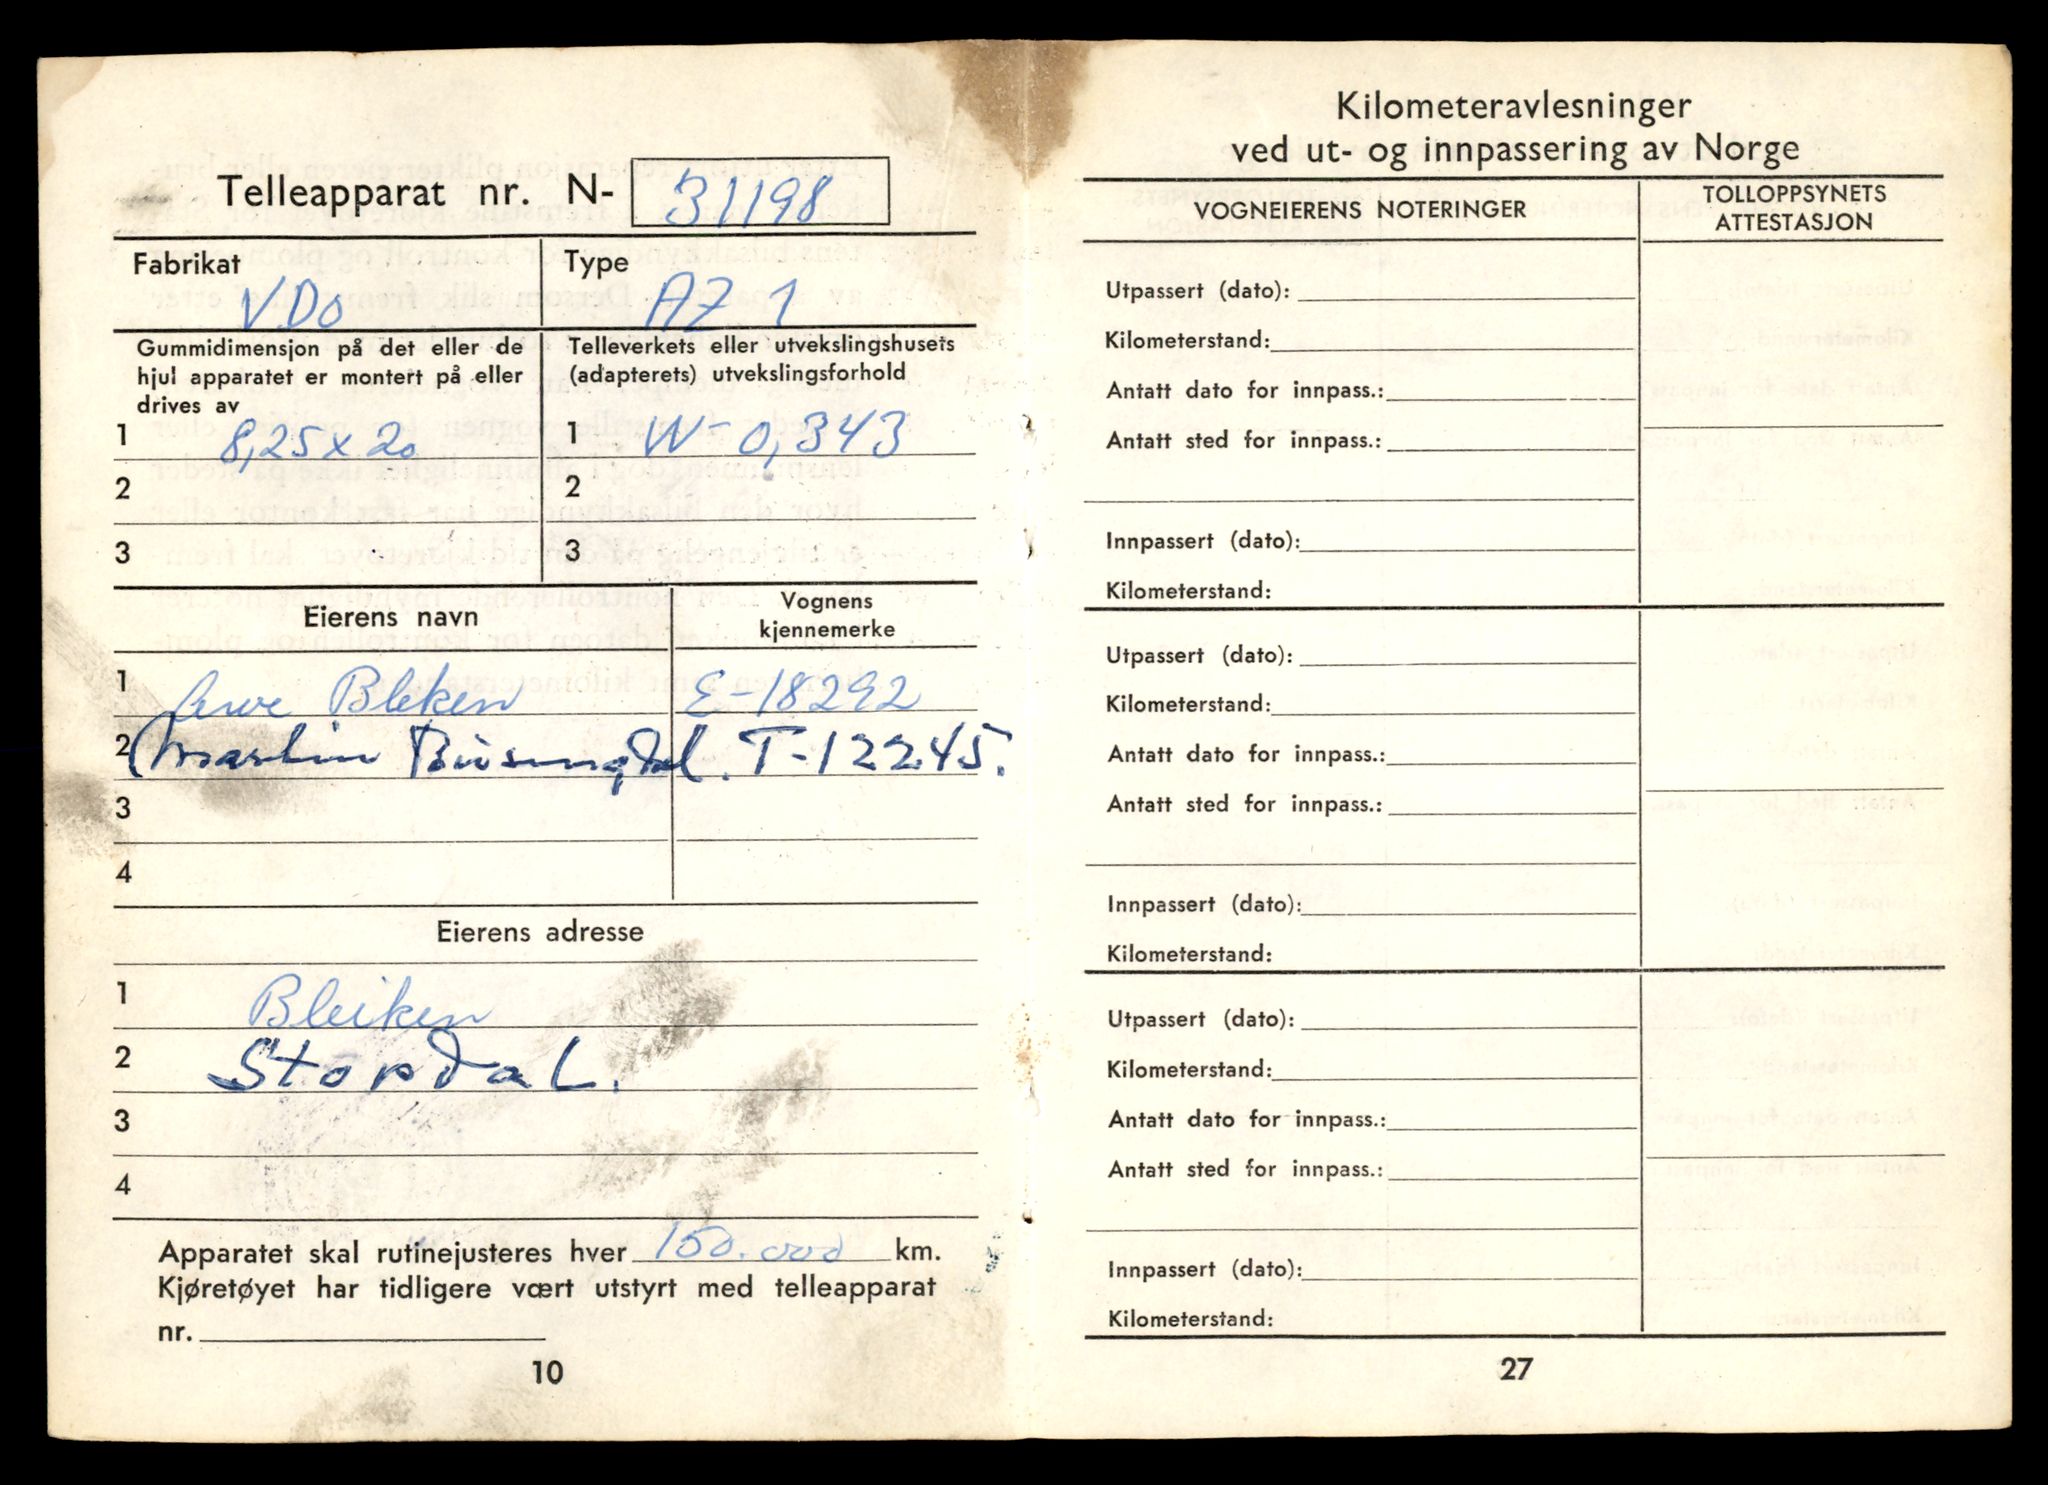 Telleapparat nr. N- 31198
Fabrikat
VDO
Type
AZ 1
Gummidimensjon på det eller de
hjul apparatet er montert på eller
drives av
1 8,25 x 20
2
3
Telleverkets eller utvekslingshusets
(adapterets) utvekslingsforhold
1 W- 0,343
2
3
Eierens navn
Vognens
kjennemerke
1 Bleken E-18292
2 Martin T-12245.
3
4
Eierens adresse
1 Bleiken
2 Stordal.
3
4
Apparatet skal rutinejusteres hver 150.000 km.
Kjøretøyet har tidligere vært utstyrt med telleapparat
nr.
10
Kilometeravlesninger
ved ut- og innpassering av Norge
VOGNEIERENS NOTERINGER
TOLLOPPSYNETS
ATTESTASJON
Utpassert (dato):
Kilometerstand:
Antatt dato for innpass.:
Antatt sted for innpass.:
Innpassert (dato):
Kilometerstand:
Utpassert (dato):
Kilometerstand:
Antatt dato for innpass.:
Antatt sted for innpass.:
Innpassert (dato):
Kilometerstand:
Utpassert (dato):
Kilometerstand:
Antatt dato for innpass.:
Antatt sted for innpass.:
Innpassert (dato):
Kilometerstand:
27